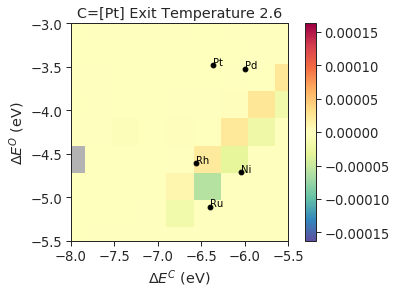 C=[Pt] Exit Temperature 2.6
−3.0
−3.5
−4.0
−4.5
−5.0
−5.5
ΔE^O (eV)
Pt
Pd
Rh
Ni
Ru
−8.0 −7.5 −7.0 −6.5 −6.0 −5.5
ΔE^C (eV)
0.00015
0.00010
0.00005
0.00000
−0.00005
−0.00010
−0.00015